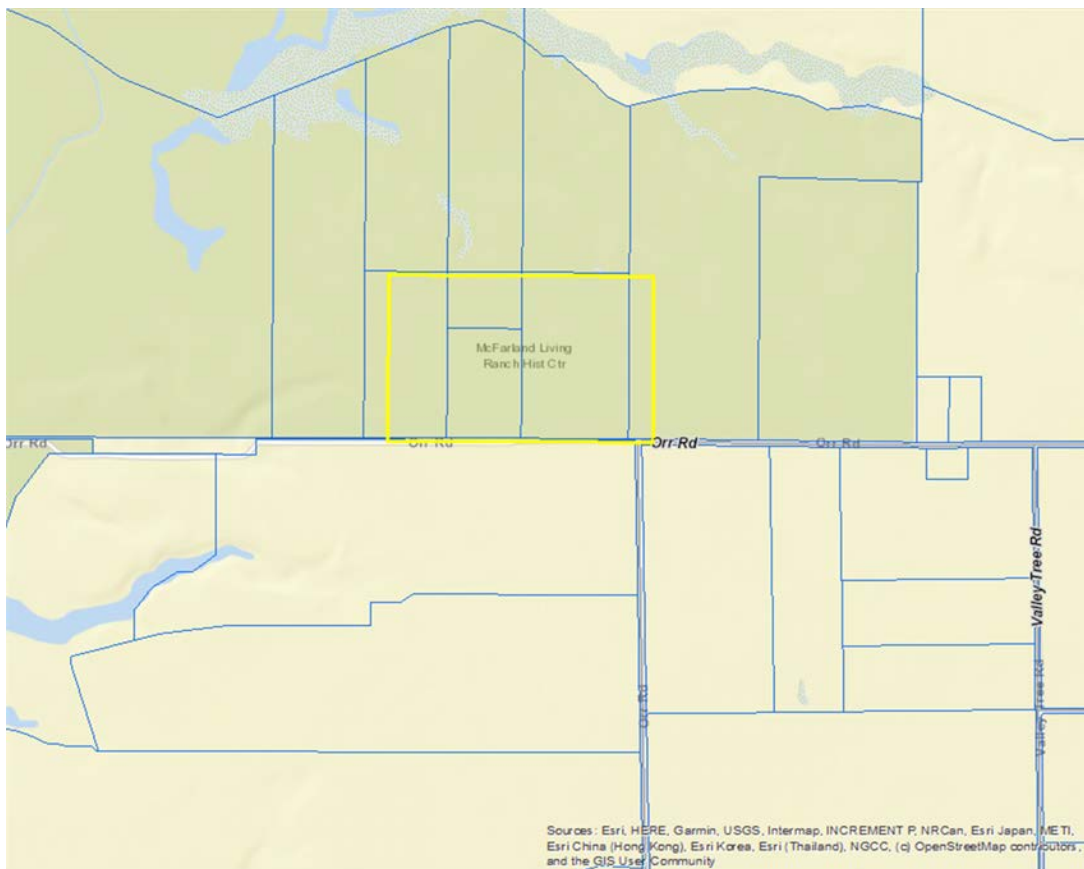 McFarland Living
Ranch Hist Ctr
Orr Rd
Orr Rd
Orr Rd
Orr Rd
Valley Tree Rd
Orr Rd
Valley Tree Rd
Sources: Esri, HERE, Garmin, USGS, Intermap, INCREMENT P, NRCan, Esri Japan, METI,
Esri China (Hong Kong), Esri Korea, Esri (Thailand), NGCC, (c) OpenStreetMap contributors,
and the GIS User Community